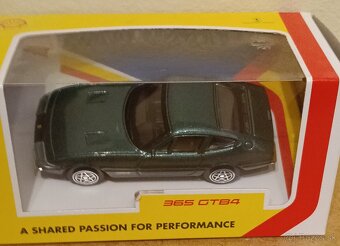 365 GTB4
A SHARED PASSION FOR PERFORMANCE